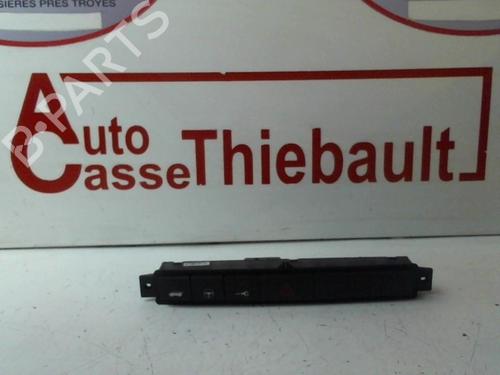 SIERES PRES TROYES
B-PARTS
Auto
Casse Thiebault